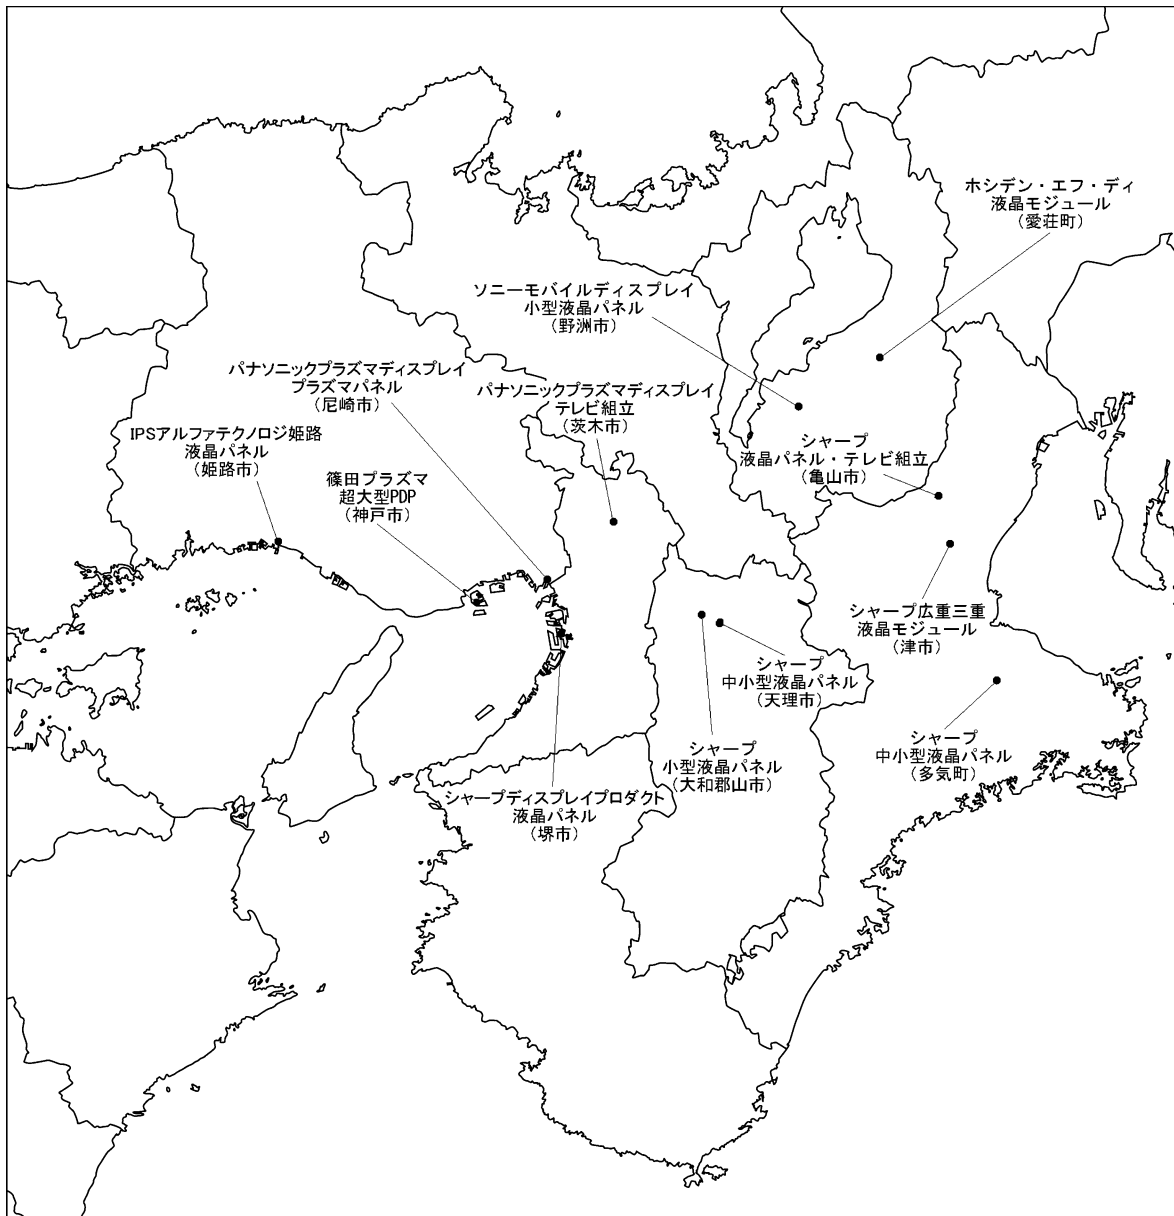 ホシデン・エフ・ディ
液晶モジュール
（愛荘町）
ソニーモバイルディスプレイ
小型液晶パネル
（野洲市）
パナソニックプラズマディスプレイ
プラズマパネル
（尼崎市）
パナソニックプラズマディスプレイ
テレビ組立
（茨木市）
IPSアルファテクノロジ姫路
液晶パネル
（姫路市）
シャープ
液晶パネル・テレビ組立
（亀山市）
篠田プラズマ
超大型PDP
（神戸市）
シャープ広重三重
液晶モジュール
（津市）
シャープ
中小型液晶パネル
（天理市）
シャープ
中小型液晶パネル
（多気町）
シャープ
小型液晶パネル
（大和郡山市）
シャープディスプレイプロダクト
液晶パネル
（堺市）